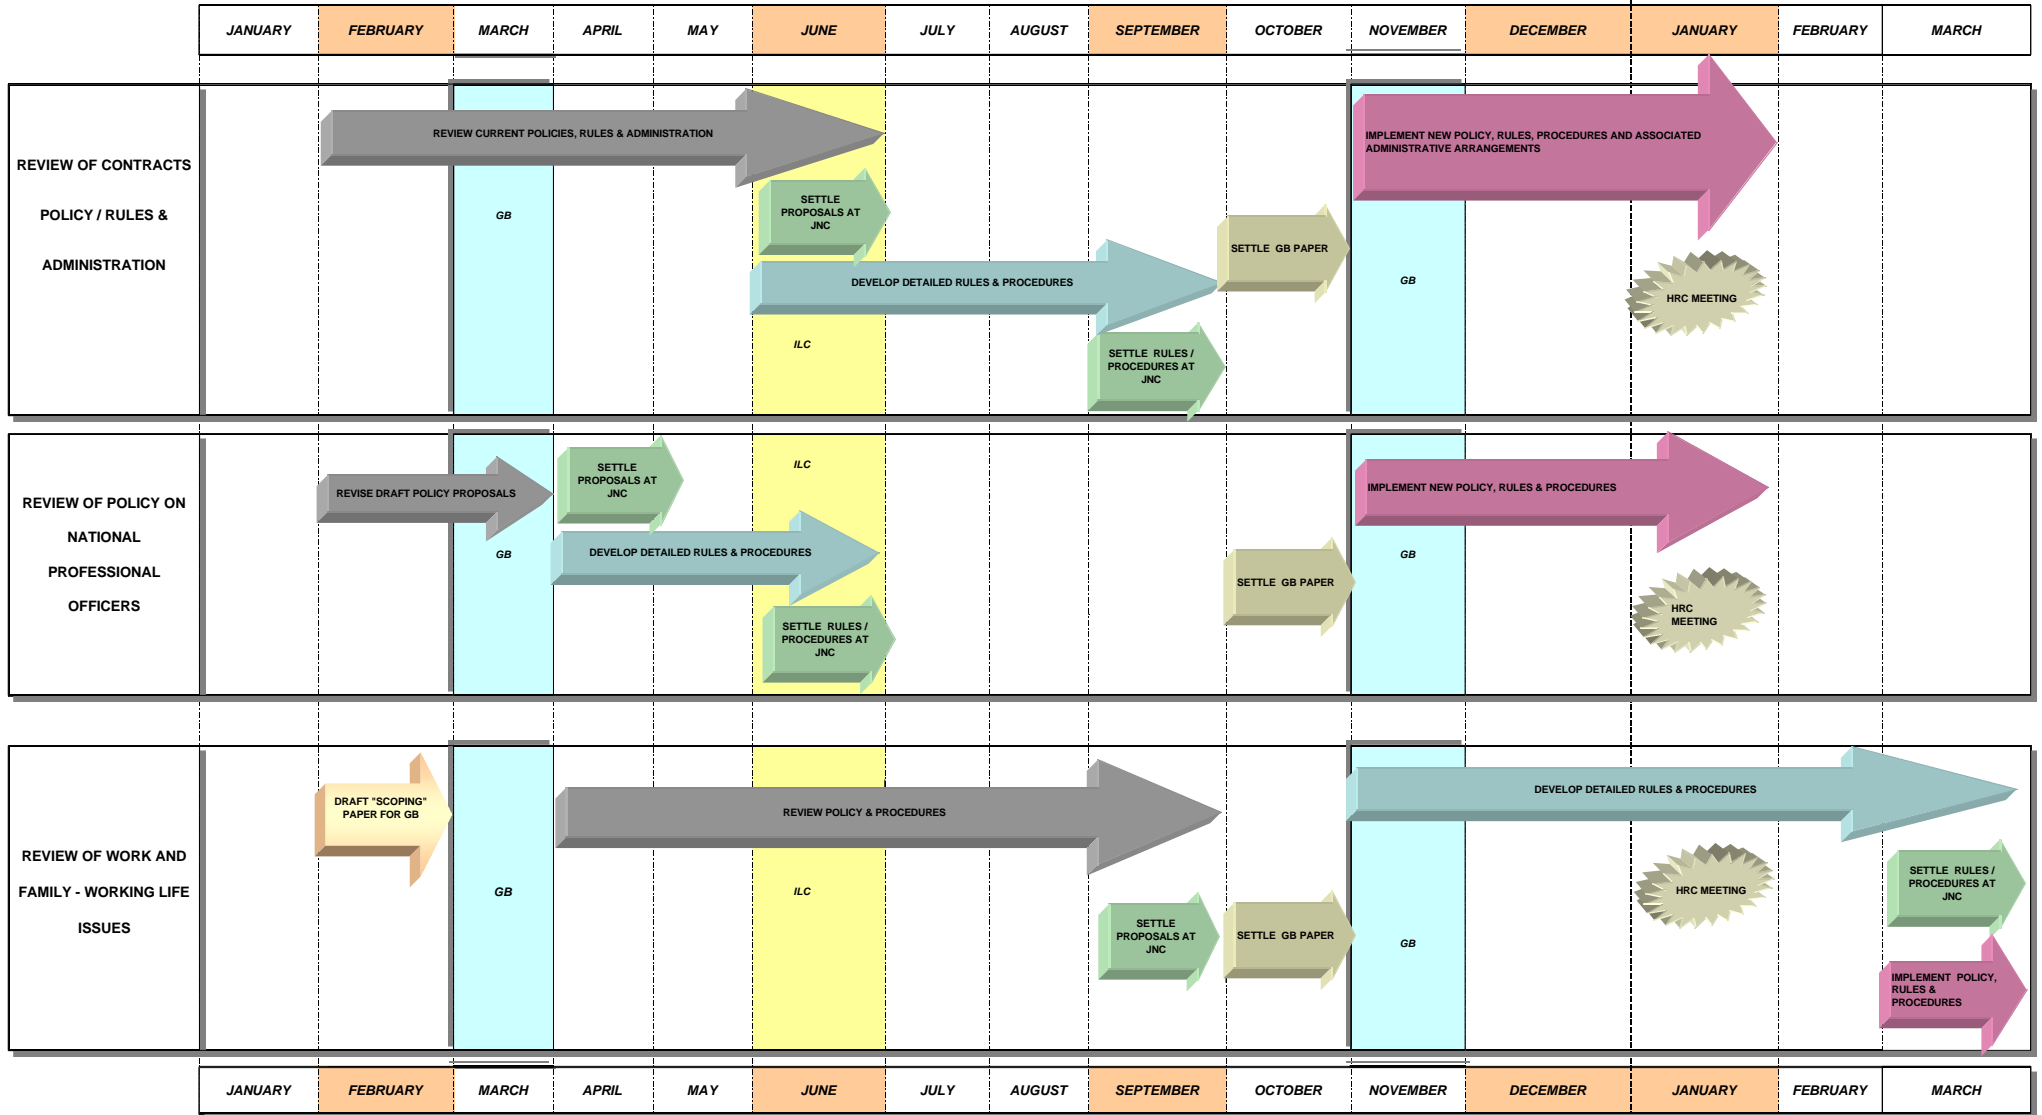 JANUARY FEBRUARY MARCH APRIL MAY JUNE JULY AUGUST SEPTEMBER OCTOBER NOVEMBER DECEMBER JANUARY FEBRUARY MARCH
REVIEW OF CONTRACTS
POLICY / RULES &
ADMINISTRATION
REVIEW CURRENT POLICIES, RULES & ADMINISTRATION
GB
SETTLE
PROPOSALS AT
JNC
DEVELOP DETAILED RULES & PROCEDURES
ILC
SETTLE RULES /
PROCEDURES AT
JNC
SETTLE GB PAPER
IMPLEMENT NEW POLICY, RULES, PROCEDURES AND ASSOCIATED
ADMINISTRATIVE ARRANGEMENTS
GB
HRC MEETING
REVIEW OF POLICY ON
NATIONAL
PROFESSIONAL
OFFICERS
REVISE DRAFT POLICY PROPOSALS
GB
SETTLE
PROPOSALS AT
JNC
DEVELOP DETAILED RULES & PROCEDURES
ILC
SETTLE RULES /
PROCEDURES AT
JNC
SETTLE GB PAPER
IMPLEMENT NEW POLICY, RULES & PROCEDURES
GB
HRC
MEETING
REVIEW OF WORK AND
FAMILY - WORKING LIFE
ISSUES
DRAFT "SCOPING"
PAPER FOR GB
GB
REVIEW POLICY & PROCEDURES
ILC
SETTLE
PROPOSALS AT
JNC
SETTLE GB PAPER
DEVELOP DETAILED RULES & PROCEDURES
GB
HRC MEETING
SETTLE RULES /
PROCEDURES AT
JNC
IMPLEMENT POLICY,
RULES &
PROCEDURES
JANUARY FEBRUARY MARCH APRIL MAY JUNE JULY AUGUST SEPTEMBER OCTOBER NOVEMBER DECEMBER JANUARY FEBRUARY MARCH